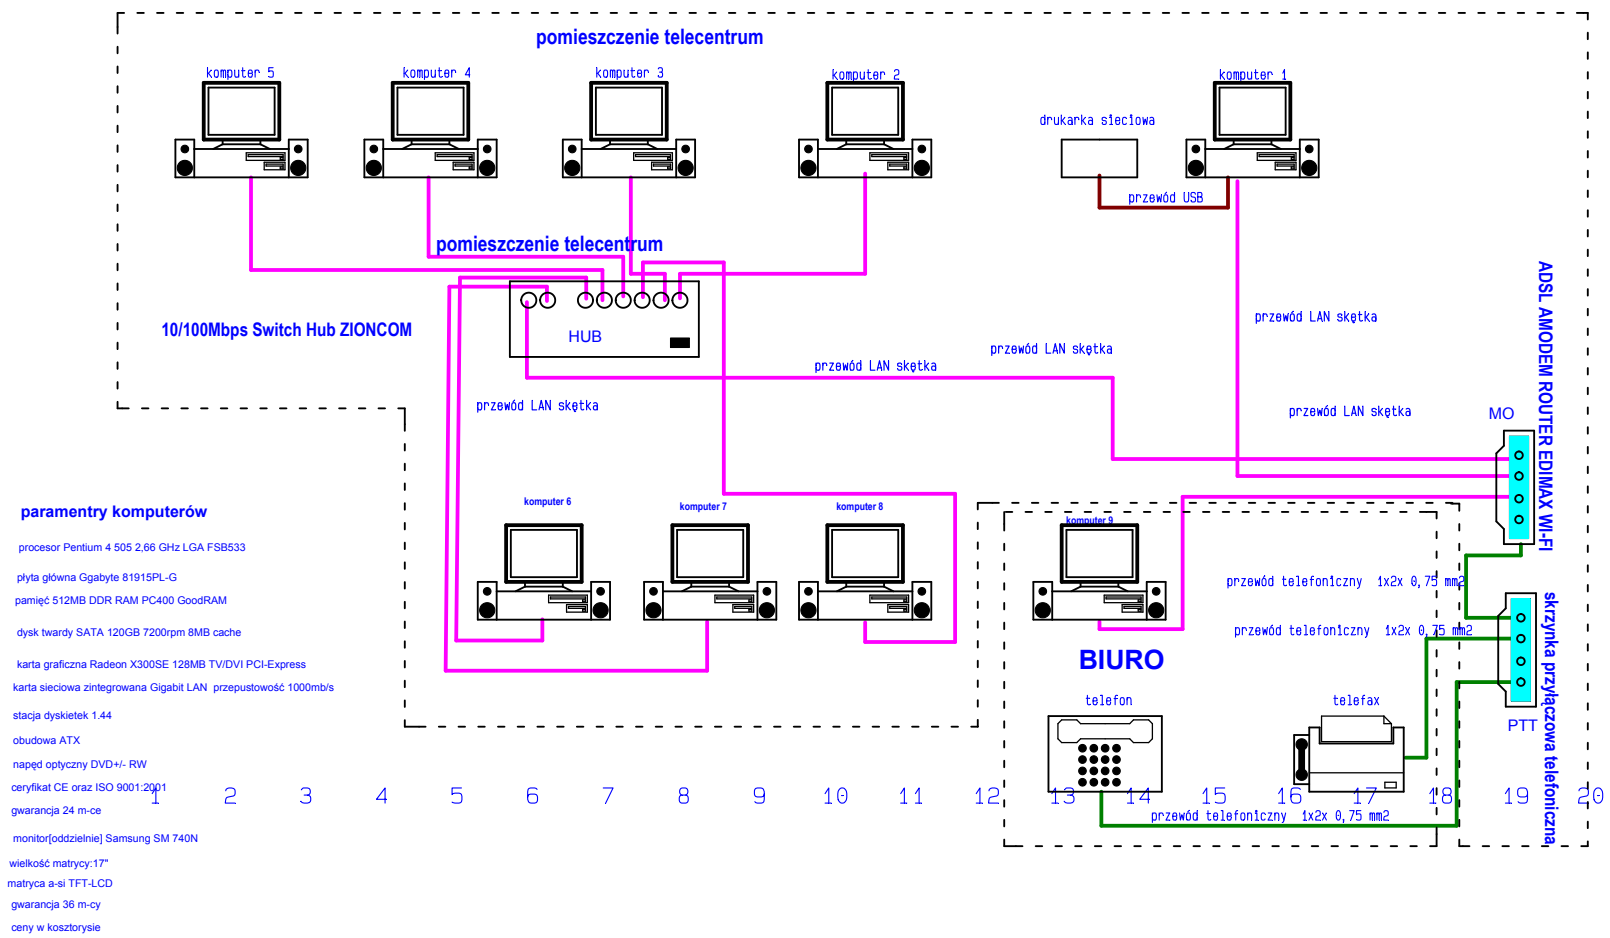 pomieszczenie telecentrum
komputer 5
komputer 4
komputer 3
komputer 2
komputer 1
drukarka sieciowa
przewód USB
pomieszczenie telecentrum
10/100Mbps Switch Hub ZIONCOM
HUB
przewód LAN skętka
przewód LAN skętka
przewód LAN skętka
przewód LAN skętka
przewód LAN skętka
MO
ADSL AMODEM ROUTER EDIMAX WI-FI
komputer 6
komputer 7
komputer 8
komputer 9
paramentry komputerów
procesor Pentium 4 505 2,66 GHz LGA FSB533
płyta główna Ggabyte 81915PL-G
pamięć 512MB DDR RAM PC400 GoodRAM
dysk twardy SATA 120GB 7200rpm 8MB cache
karta graficzna Radeon X300SE 128MB TV/DVI PCI-Express
karta sieciowa zintegrowana Gigabit LAN przepustowość 1000mb/s
stacja dyskietek 1.44
obudowa ATX
napęd optyczny DVD+/- RW
ceryfikat CE oraz ISO 9001:2001
gwarancja 24 m-ce
monitor[oddzielnie] Samsung SM 740N
wielkość matrycy:17"
matryca a-si TFT-LCD
gwarancja 36 m-cy
ceny w kosztorysie
przewód telefoniczny 1x2x 0,75 mm2
przewód telefoniczny 1x2x 0,75 mm2
BIURO
telefon
telefax
PTT
skrzynka przyłączowa telefoniczna
1 2 3 4 5 6 7 8 9 10 11 12 13 14 15 16 17 18 19 20
przewód telefoniczny 1x2x 0,75 mm2